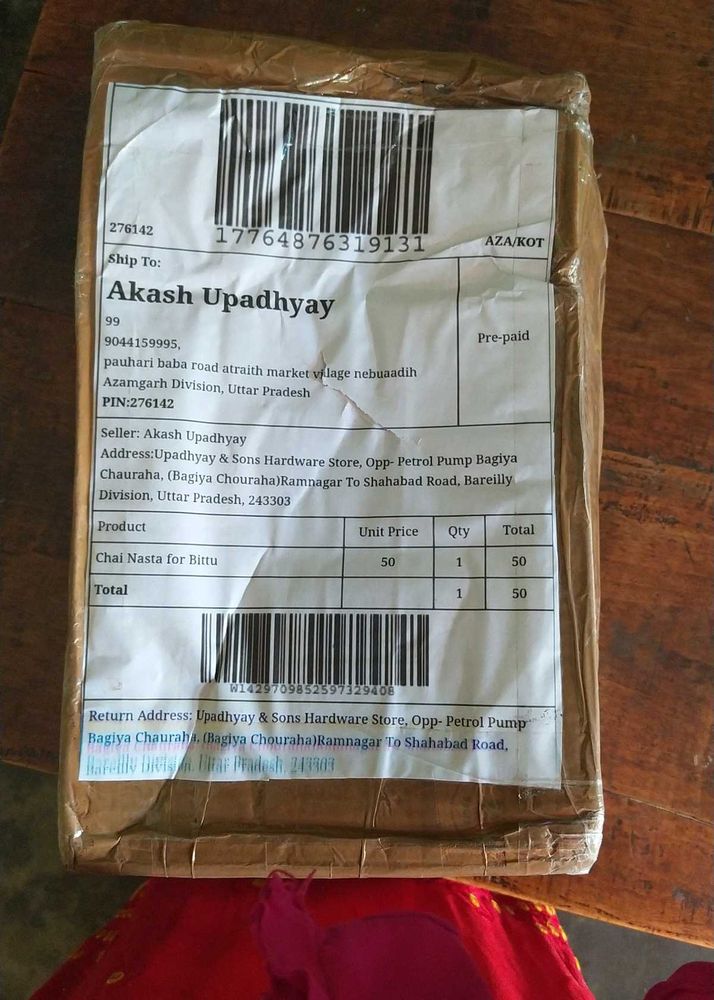 276142
17764876319131
AZA/KOT
Ship To:
Akash Upadhyay
99
9044159995,
pauhari baba road atraith market village nebuaadih
Azamgarh Division, Uttar Pradesh
PIN:276142
Pre-paid
Seller: Akash Upadhyay
Address:Upadhyay & Sons Hardware Store, Opp- Petrol Pump Bagiya
Chauraha, (Bagiya Chouraha)Ramnagar To Shahabad Road, Bareilly
Division, Uttar Pradesh, 243303
Product Unit Price Qty Total
Chai Nasta for Bittu 50 1 50
Total 1 50
W1429709852597329408
Return Address: Upadhyay & Sons Hardware Store, Opp- Petrol Pump
Bagiya Chauraha, (Bagiya Chouraha)Ramnagar To Shahabad Road,
Bareilly Division, Uttar Pradesh, 243303